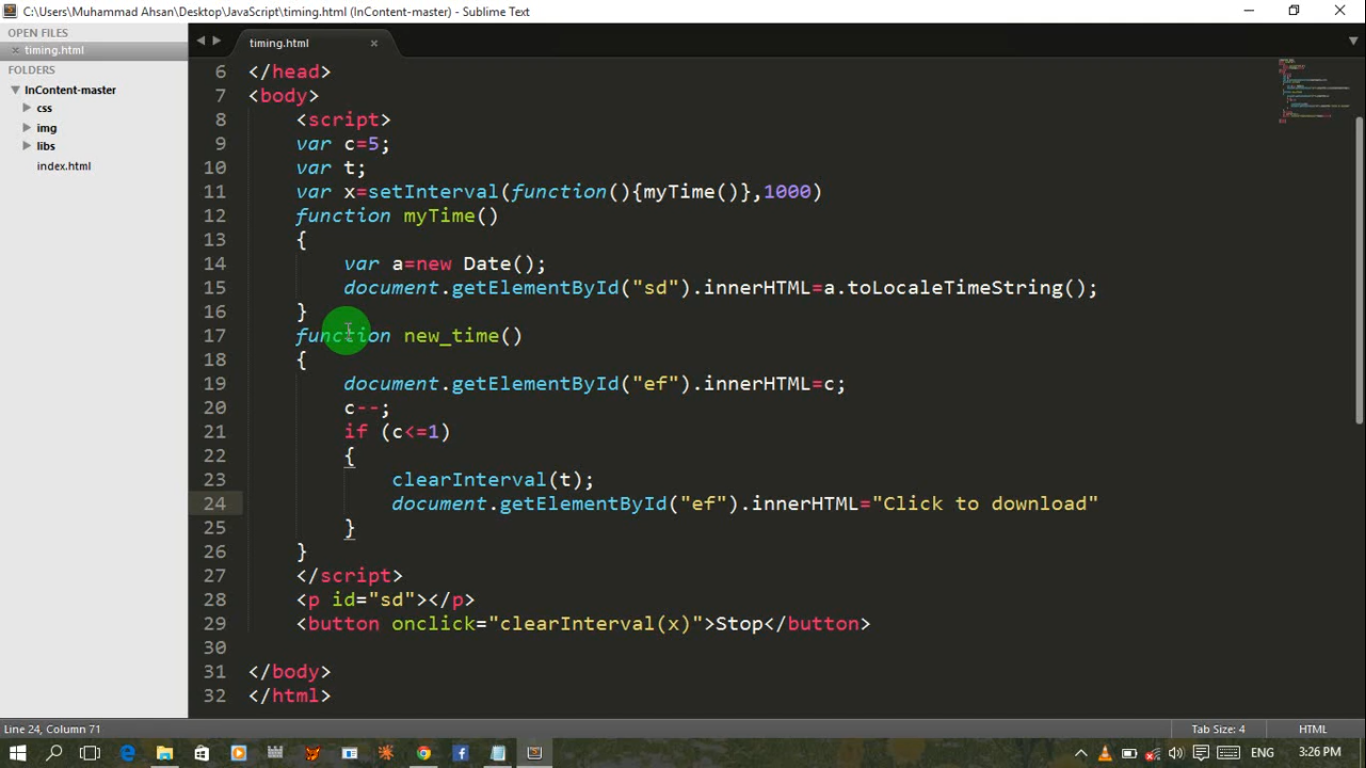 C:\Users\Muhammad Ahsan\Desktop\JavaScript\timing.html (InContent-master) - Sublime Text
OPEN FILES
timing.html
FOLDERS
InContent-master
css
img
libs
index.html
timing.html
6 </head>
7 <body>
8 <script>
9 var c=5;
10 var t;
11 var x=setInterval(function(){myTime()},1000)
12 function myTime()
13 {
14 var a=new Date();
15 document.getElementById("sd").innerHTML=a.toLocaleTimeString();
16 }
17 function new_time()
18 {
19 document.getElementById("ef").innerHTML=c;
20 c--;
21 if (c<=1)
22 {
23 clearInterval(t);
24 document.getElementById("ef").innerHTML="Click to download"
25 }
26 }
27 </script>
28 <p id="sd"></p>
29 <button onclick="clearInterval(x)">Stop</button>
30
31 </body>
32 </html>
Line 24, Column 71
Tab Size: 4
HTML
ENG
3:26 PM